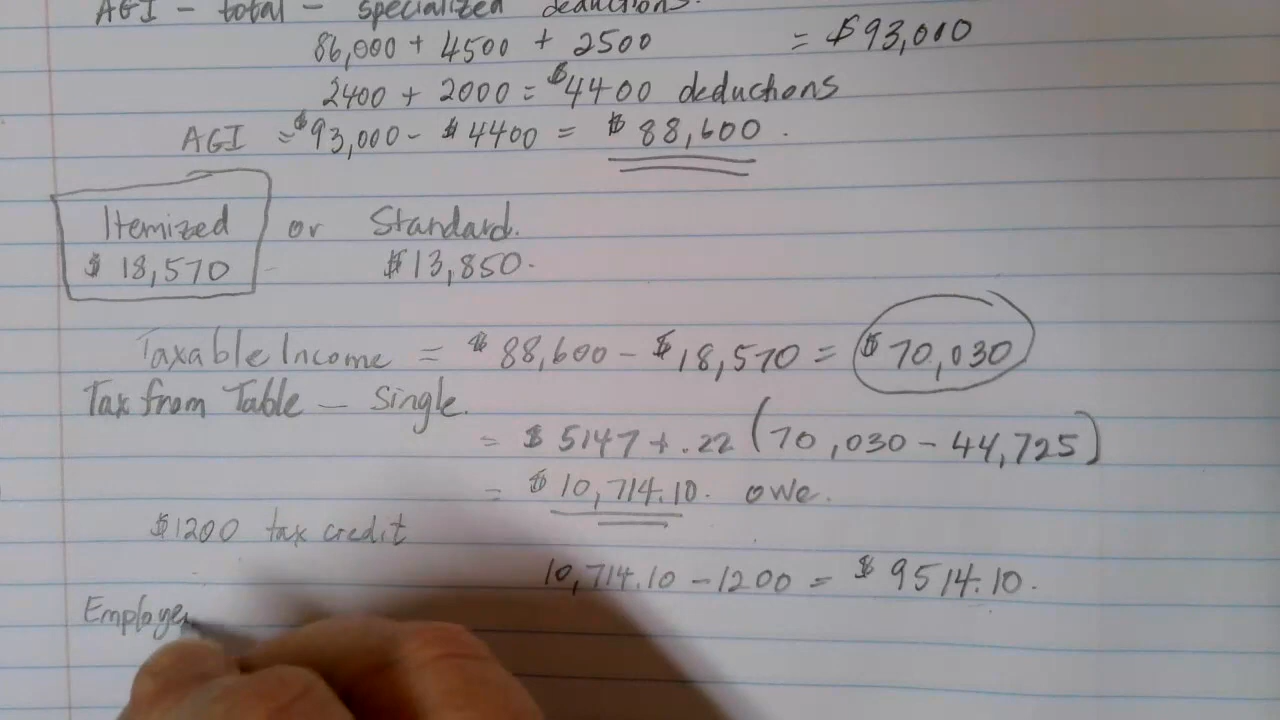 AGI - total - specialized deductions.
86,000 + 4500 + 2500 = $93,000
2400 + 2000 = $4400 deductions
AGI = $93,000 - $4400 = $88,600.
Itemized or Standard.
$18,570 $13,850.
Taxable Income = $88,600 - $18,570 = $70,030
Tax from Table - Single.
= $5147 + .22 (70,030 - 44,725)
= $10,714.10. owe.
$1200 tax credit
10,714.10 - 1200 = $9514.10.
Employer